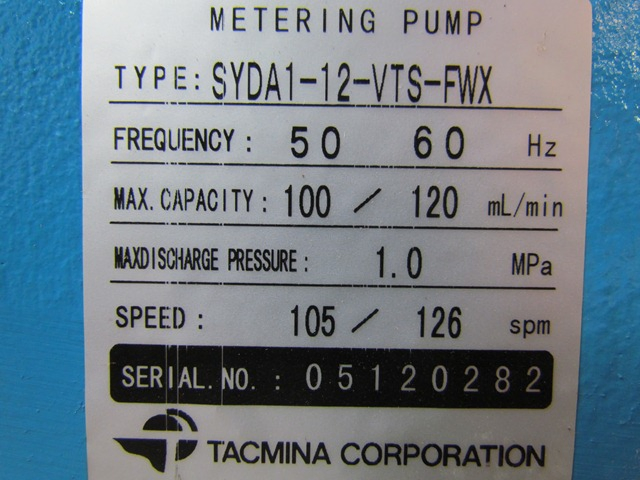 METERING PUMP
TYPE: SYDA1-12-VTS-FWX
FREQUENCY: 50 60 Hz
MAX. CAPACITY: 100 / 120 mL/min
MAXDISCHARGE PRESSURE: 1.0 MPa
SPEED: 105 / 126 spm
SERIAL. NO.: 05120282
TACMINA CORPORATION